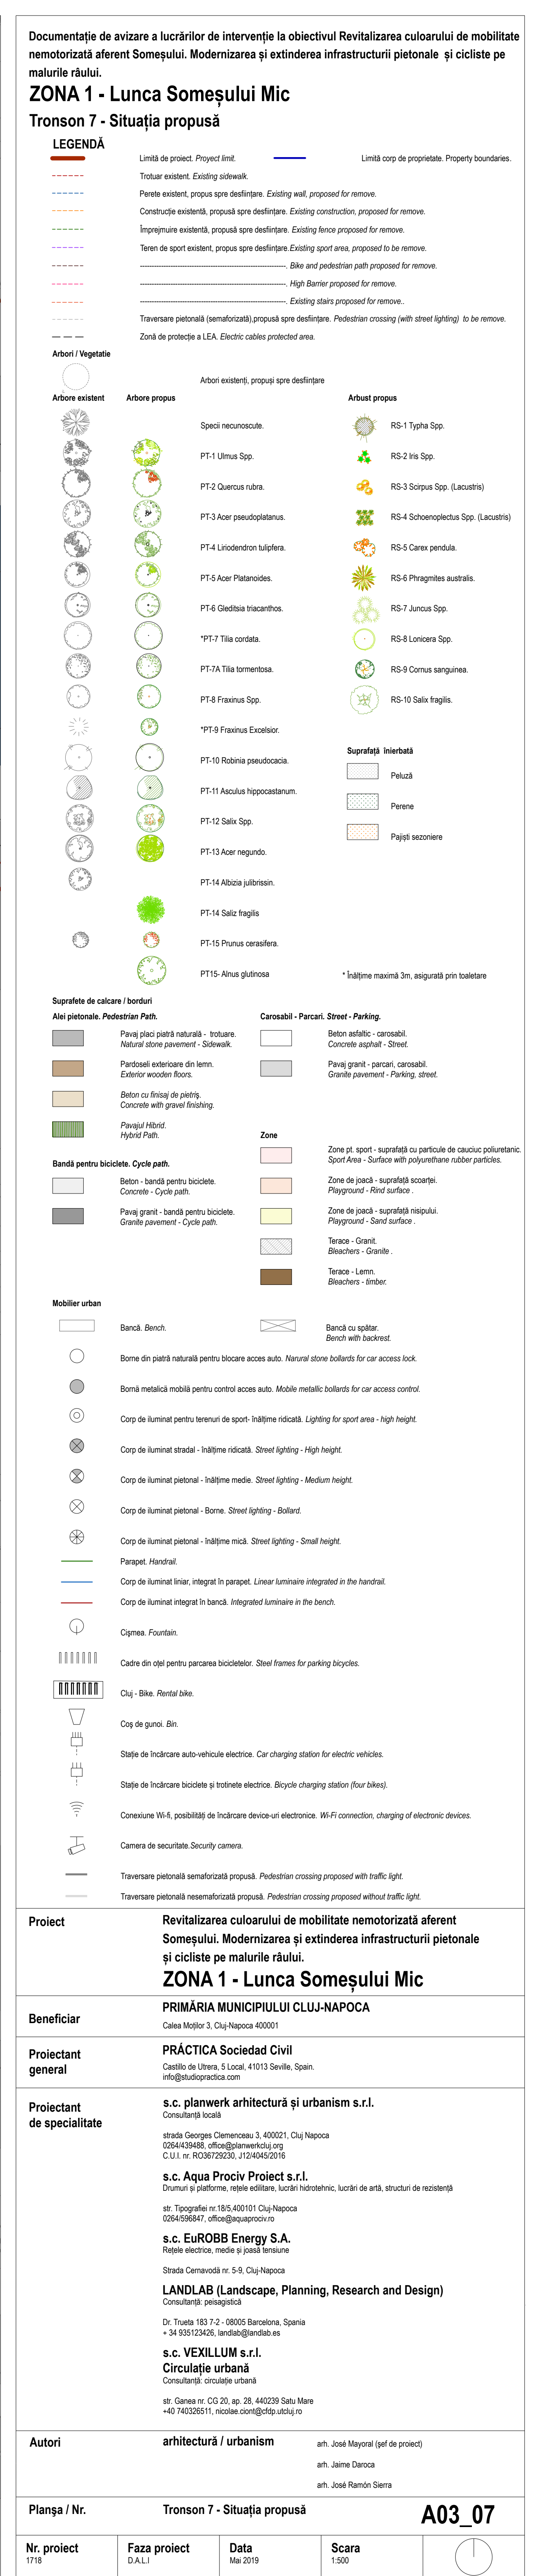 Documentație de avizare a lucrărilor de intervenție la obiectivul Revitalizarea culoarului de mobilitate
nemotorizată aferent Someșului. Modernizarea și extinderea infrastructurii pietonale și cicliste pe
malurile râului.
ZONA 1 - Lunca Someșului Mic
Tronson 7 - Situația propusă
LEGENDĂ
Limită de proiect. Proyect limit.
Limită corp de proprietate. Property boundaries.
Trotuar existent. Existing sidewalk.
Perete existent, propus spre desființare. Existing wall, proposed for remove.
Construcție existentă, propusă spre desființare. Existing construction, proposed for remove.
Împrejmuire existentă, propusă spre desființare. Existing fence proposed for remove.
Teren de sport existent, propus spre desființare.Existing sport area, proposed to be remove.
----------------------------------------------------------------. Bike and pedestrian path proposed for remove.
----------------------------------------------------------------. High Barrier proposed for remove.
----------------------------------------------------------------. Existing stairs proposed for remove..
Traversare pietonală (semaforizată),propusă spre desființare. Pedestrian crossing (with street lighting) to be remove.
Zonă de protecție a LEA. Electric cables protected area.
Arbori / Vegetatie
Arbori existenți, propuși spre desființare
Arbore existent Arbore propus Arbust propus
Specii necunoscute. RS-1 Typha Spp.
PT-1 Ulmus Spp. RS-2 Iris Spp.
PT-2 Quercus rubra. RS-3 Scirpus Spp. (Lacustris)
PT-3 Acer pseudoplatanus. RS-4 Schoenoplectus Spp. (Lacustris)
PT-4 Liriodendron tulipfera. RS-5 Carex pendula.
PT-5 Acer Platanoides. RS-6 Phragmites australis.
PT-6 Gleditsia triacanthos. RS-7 Juncus Spp.
*PT-7 Tilia cordata. RS-8 Lonicera Spp.
PT-7A Tilia tormentosa. RS-9 Cornus sanguinea.
PT-8 Fraxinus Spp. RS-10 Salix fragilis.
*PT-9 Fraxinus Excelsior.
PT-10 Robinia pseudocacia.
PT-11 Asculus hippocastanum.
PT-12 Salix Spp.
PT-13 Acer negundo.
PT-14 Albizia julibrissin.
PT-14 Saliz fragilis
PT-15 Prunus cerasifera.
PT15- Alnus glutinosa
Suprafață înierbată
Peluză
Perene
Pajiști sezoniere
* Înălțime maximă 3m, asigurată prin toaletare
Suprafete de calcare / borduri
Alei pietonale. Pedestrian Path.
Pavaj placi piatră naturală - trotuare.
Natural stone pavement - Sidewalk.
Pardoseli exterioare din lemn.
Exterior wooden floors.
Beton cu finisaj de pietriș.
Concrete with gravel finishing.
Pavajul Hibrid.
Hybrid Path.
Bandă pentru biciclete. Cycle path.
Beton - bandă pentru biciclete.
Concrete - Cycle path.
Pavaj granit - bandă pentru biciclete.
Granite pavement - Cycle path.
Carosabil - Parcari. Street - Parking.
Beton asfaltic - carosabil.
Concrete asphalt - Street.
Pavaj granit - parcari, carosabil.
Granite pavement - Parking, street.
Zone
Zone pt. sport - suprafață cu particule de cauciuc poliuretanic.
Sport Area - Surface with polyurethane rubber particles.
Zone de joacă - suprafață scoarței.
Playground - Rind surface .
Zone de joacă - suprafață nisipului.
Playground - Sand surface .
Terace - Granit.
Bleachers - Granite .
Terace - Lemn.
Bleachers - timber.
Mobilier urban
Bancă. Bench.
Bancă cu spătar.
Bench with backrest.
Borne din piatră naturală pentru blocare acces auto. Narural stone bollards for car access lock.
Bornă metalică mobilă pentru control acces auto. Mobile metallic bollards for car access control.
Corp de iluminat pentru terenuri de sport- înălțime ridicată. Lighting for sport area - high height.
Corp de iluminat stradal - înălțime ridicată. Street lighting - High height.
Corp de iluminat pietonal - înălțime medie. Street lighting - Medium height.
Corp de iluminat pietonal - Borne. Street lighting - Bollard.
Corp de iluminat pietonal - înălțime mică. Street lighting - Small height.
Parapet. Handrail.
Corp de iluminat liniar, integrat în parapet. Linear luminaire integrated in the handrail.
Corp de iluminat integrat în bancă. Integrated luminaire in the bench.
Cișmea. Fountain.
Cadre din oțel pentru parcarea bicicletelor. Steel frames for parking bicycles.
Cluj - Bike. Rental bike.
Coș de gunoi. Bin.
Stație de încărcare auto-vehicule electrice. Car charging station for electric vehicles.
Stație de încărcare biciclete și trotinete electrice. Bicycle charging station (four bikes).
Conexiune Wi-fi, posibilități de încărcare device-uri electronice. Wi-Fi connection, charging of electronic devices.
Camera de securitate.Security camera.
Traversare pietonală semaforizată propusă. Pedestrian crossing proposed with traffic light.
Traversare pietonală nesemaforizată propusă. Pedestrian crossing proposed without traffic light.
Proiect
Revitalizarea culoarului de mobilitate nemotorizată aferent
Someșului. Modernizarea și extinderea infrastructurii pietonale
și cicliste pe malurile râului.
ZONA 1 - Lunca Someșului Mic
Beneficiar
PRIMĂRIA MUNICIPIULUI CLUJ-NAPOCA
Calea Moților 3, Cluj-Napoca 400001
Proiectant
general
PRÁCTICA Sociedad Civil
Castillo de Utrera, 5 Local, 41013 Seville, Spain.
info@studiopractica.com
Proiectant
de specialitate
s.c. planwerk arhitectură și urbanism s.r.l.
Consultanță locală
strada Georges Clemenceau 3, 400021, Cluj Napoca
0264/439488, office@planwerkcluj.org
C.U.I. nr. RO36729230, J12/4045/2016
s.c. Aqua Prociv Proiect s.r.l.
Drumuri și platforme, rețele edilitare, lucrări hidrotehnic, lucrări de artă, structuri de rezistență
str. Tipografiei nr.18/5,400101 Cluj-Napoca
0264/596847, office@aquaprociv.ro
s.c. EuROBB Energy S.A.
Rețele electrice, medie și joasă tensiune
Strada Cernavodă nr. 5-9, Cluj-Napoca
LANDLAB (Landscape, Planning, Research and Design)
Consultanță: peisagistică
Dr. Trueta 183 7-2 - 08005 Barcelona, Spania
+ 34 935123426, landlab@landlab.es
s.c. VEXILLUM s.r.l.
Circulație urbană
Consultanță: circulație urbană
str. Ganea nr. CG 20, ap. 28, 440239 Satu Mare
+40 740326511, nicolae.ciont@cfdp.utcluj.ro
Autori
arhitectură / urbanism
arh. José Mayoral (șef de proiect)
arh. Jaime Daroca
arh. José Ramón Sierra
Planșa / Nr.
Tronson 7 - Situația propusă
A03_07
Nr. proiect Faza proiect Data Scara
1718 D.A.L.I Mai 2019 1:500